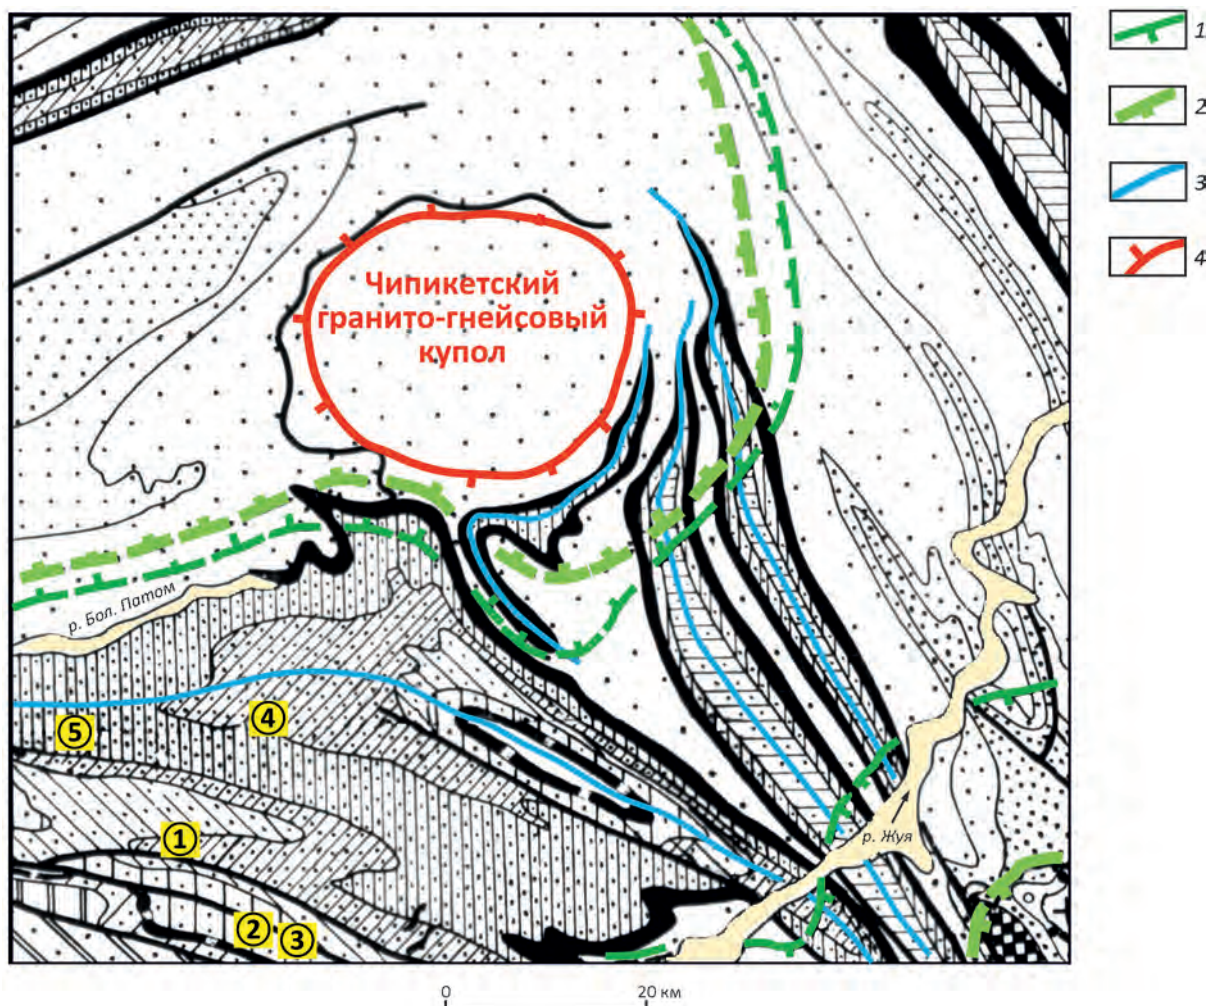 1
2
3
4
Чипикетский
гранито-гнейсовый
купол
р. Бол. Патом
④
⑤
①
р. Жуя
②
③
0 20 км